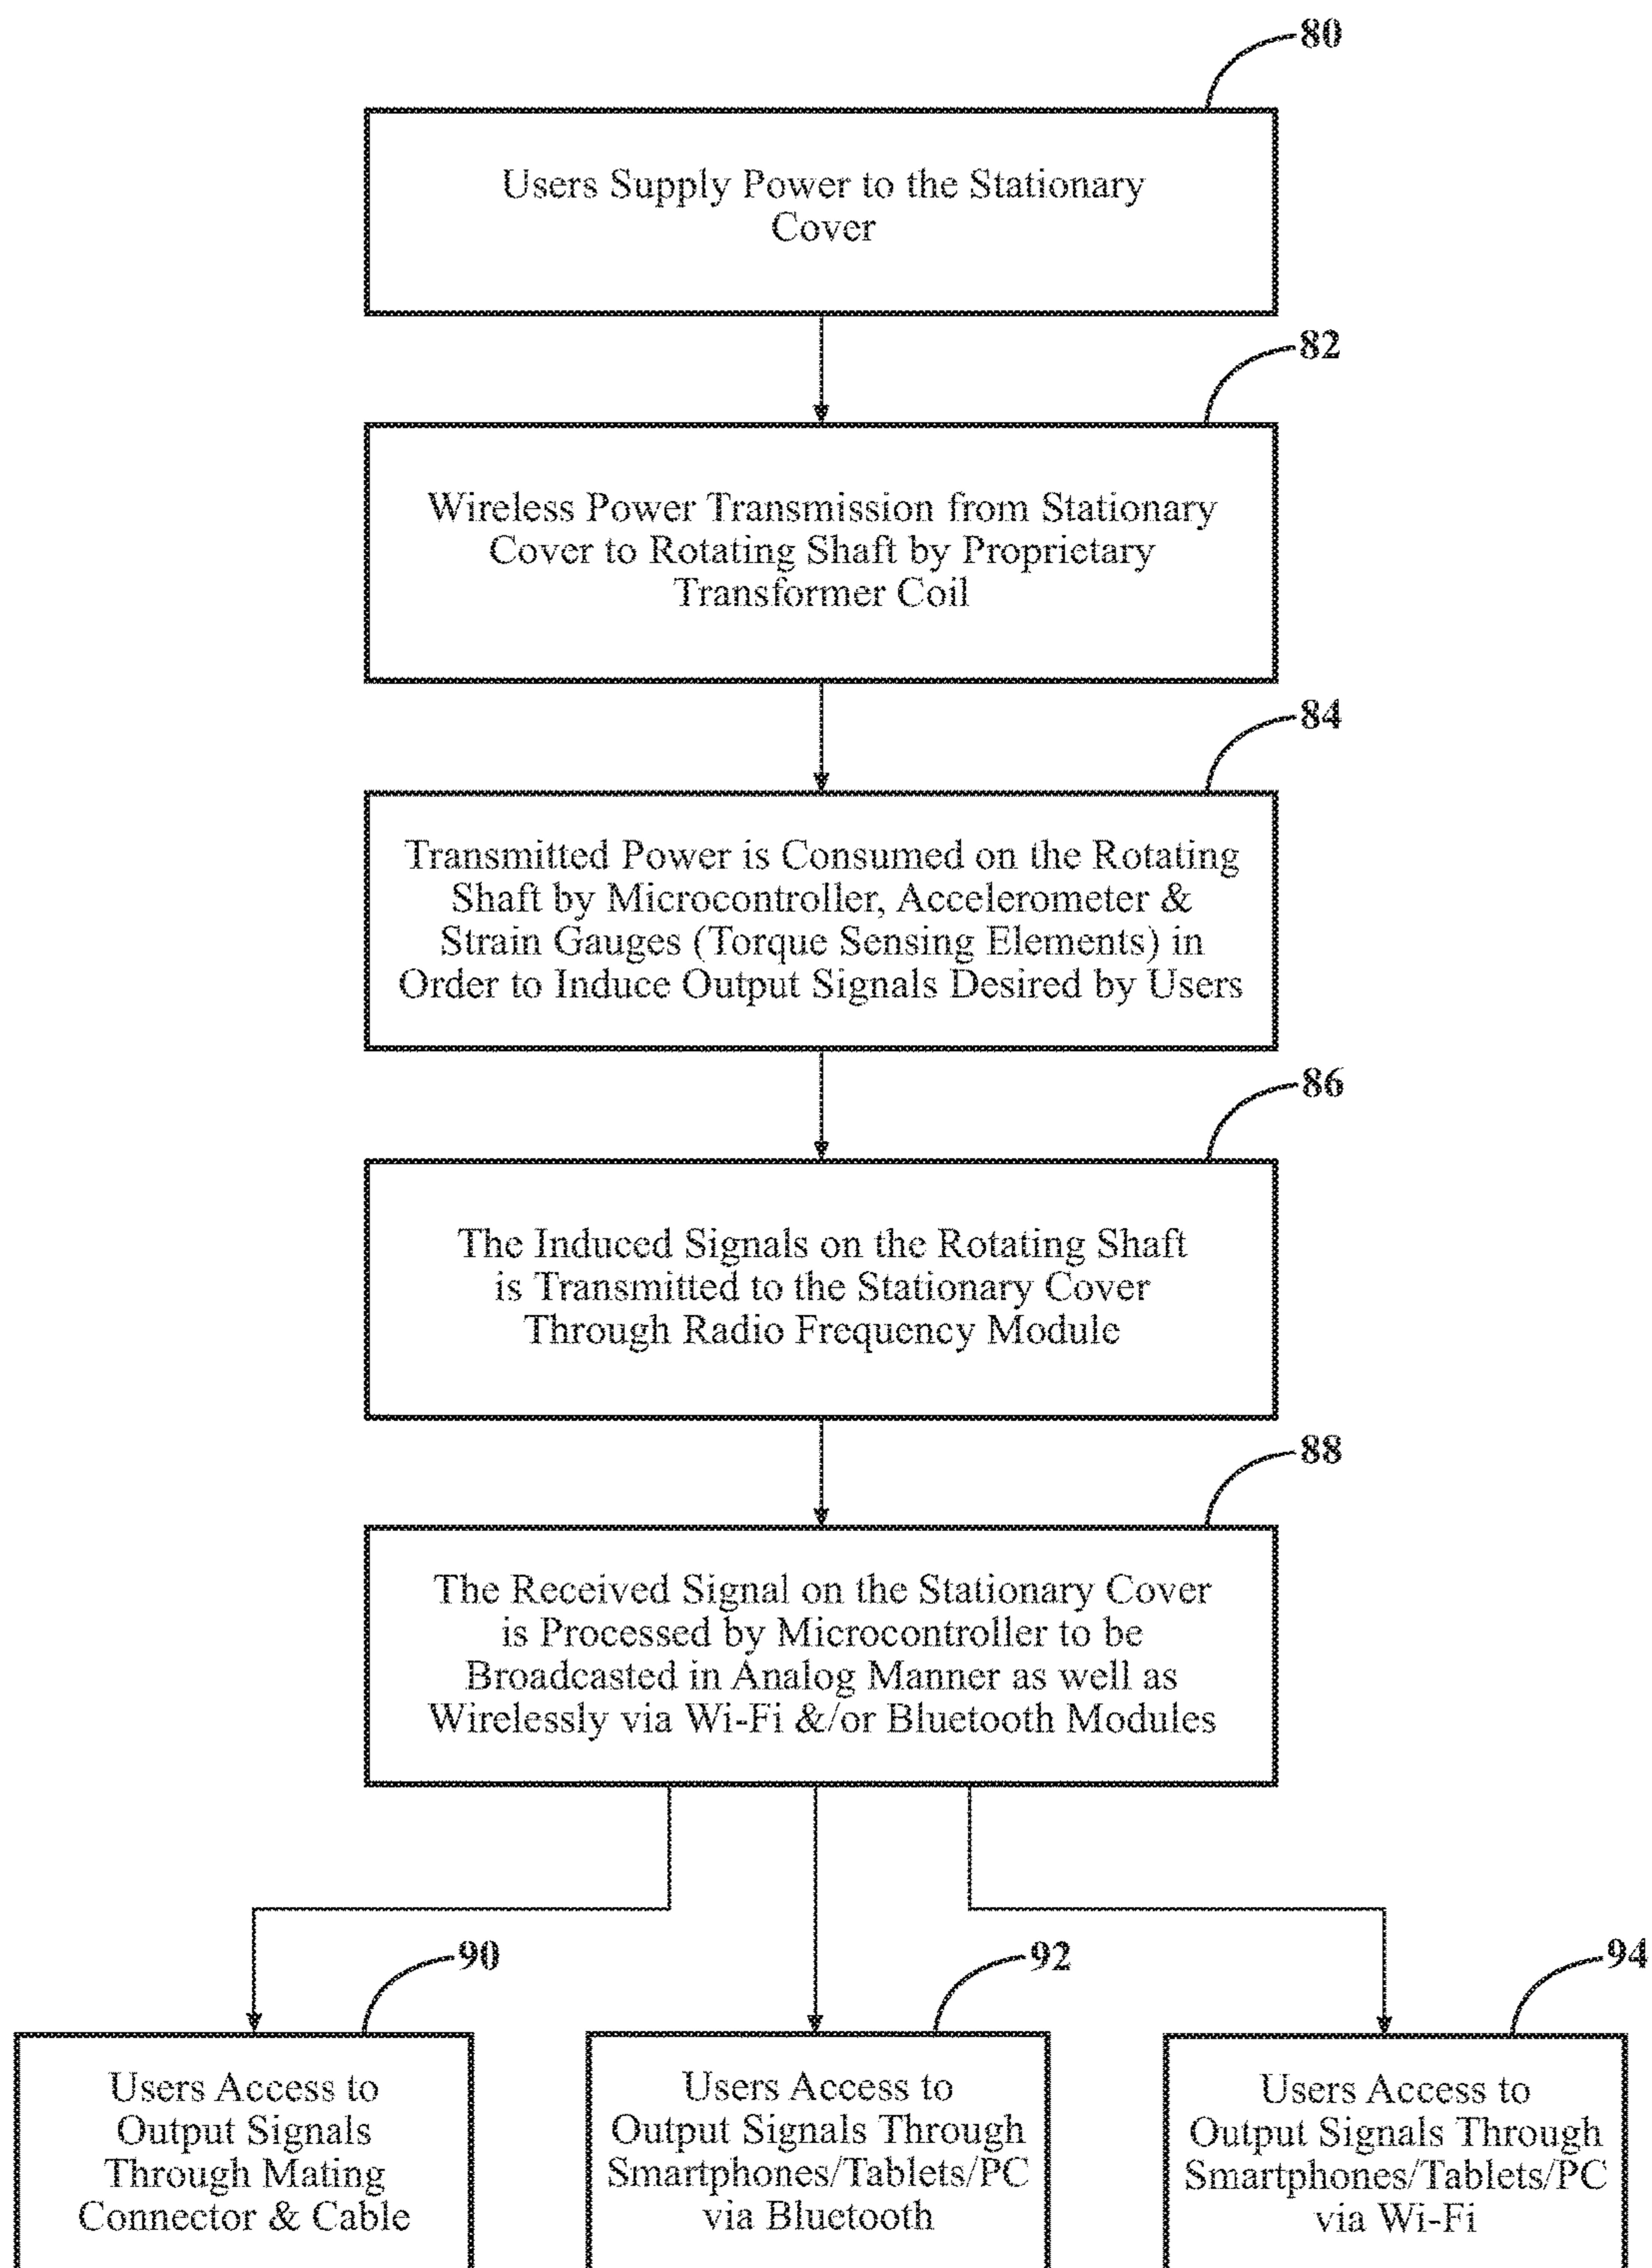 80
Users Supply Power to the Stationary
Cover
82
Wireless Power Transmission from Stationary
Cover to Rotating Shaft by Proprietary
Transformer Coil
84
Transmitted Power is Consumed on the Rotating
Shaft by Microcontroller, Accelerometer &
Strain Gauges (Torque Sensing Elements) in
Order to Induce Output Signals Desired by Users
86
The Induced Signals on the Rotating Shaft
is Transmitted to the Stationary Cover
Through Radio Frequency Module
88
The Received Signal on the Stationary Cover
is Processed by Microcontroller to be
Broadcasted in Analog Manner as well as
Wirelessly via Wi-Fi &/or Bluetooth Modules
90
Users Access to
Output Signals
Through Mating
Connector & Cable
92
Users Access to
Output Signals Through
Smartphones/Tablets/PC
via Bluetooth
94
Users Access to
Output Signals Through
Smartphones/Tablets/PC
via Wi-Fi